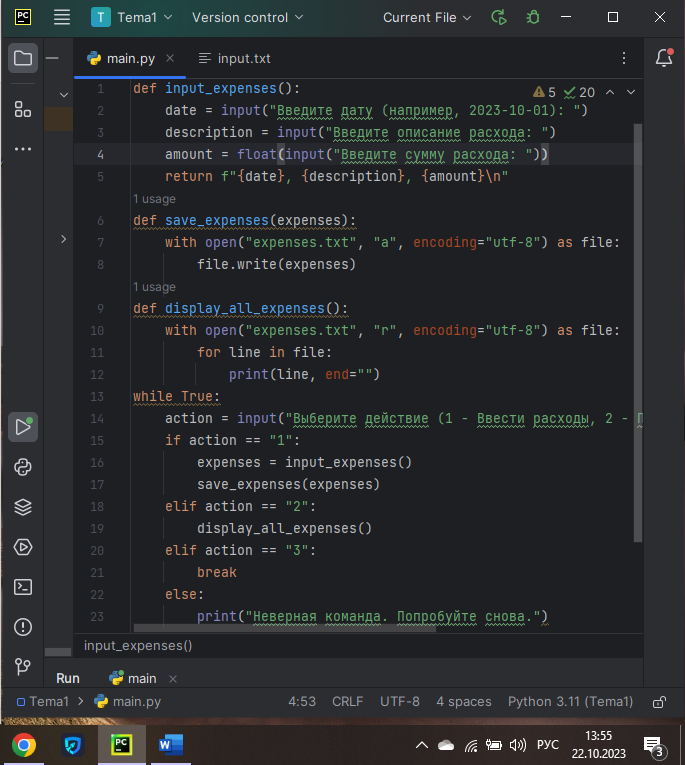 PC T Tema1 Version control Current File
main.py input.txt
5 20
1 def input_expenses():
2 date = input("Введите дату (например, 2023-10-01): ")
3 description = input("Введите описание расхода: ")
4 amount = float(input("Введите сумму расхода: "))
5 return f"{date}, {description}, {amount}\n"
1 usage
6 def save_expenses(expenses):
7 with open("expenses.txt", "a", encoding="utf-8") as file:
8 file.write(expenses)
1 usage
9 def display_all_expenses():
10 with open("expenses.txt", "r", encoding="utf-8") as file:
11 for line in file:
12 print(line, end="")
13 while True:
14 action = input("Выберите действие (1 - Ввести расходы, 2 - П
15 if action == "1":
16 expenses = input_expenses()
17 save_expenses(expenses)
18 elif action == "2":
19 display_all_expenses()
20 elif action == "3":
21 break
22 else:
23 print("Неверная команда. Попробуйте снова.")
input_expenses()
Run main
Tema1 main.py 4:53 CRLF UTF-8 4 spaces Python 3.11 (Tema1)
PC W РУС 13:55
22.10.2023 3